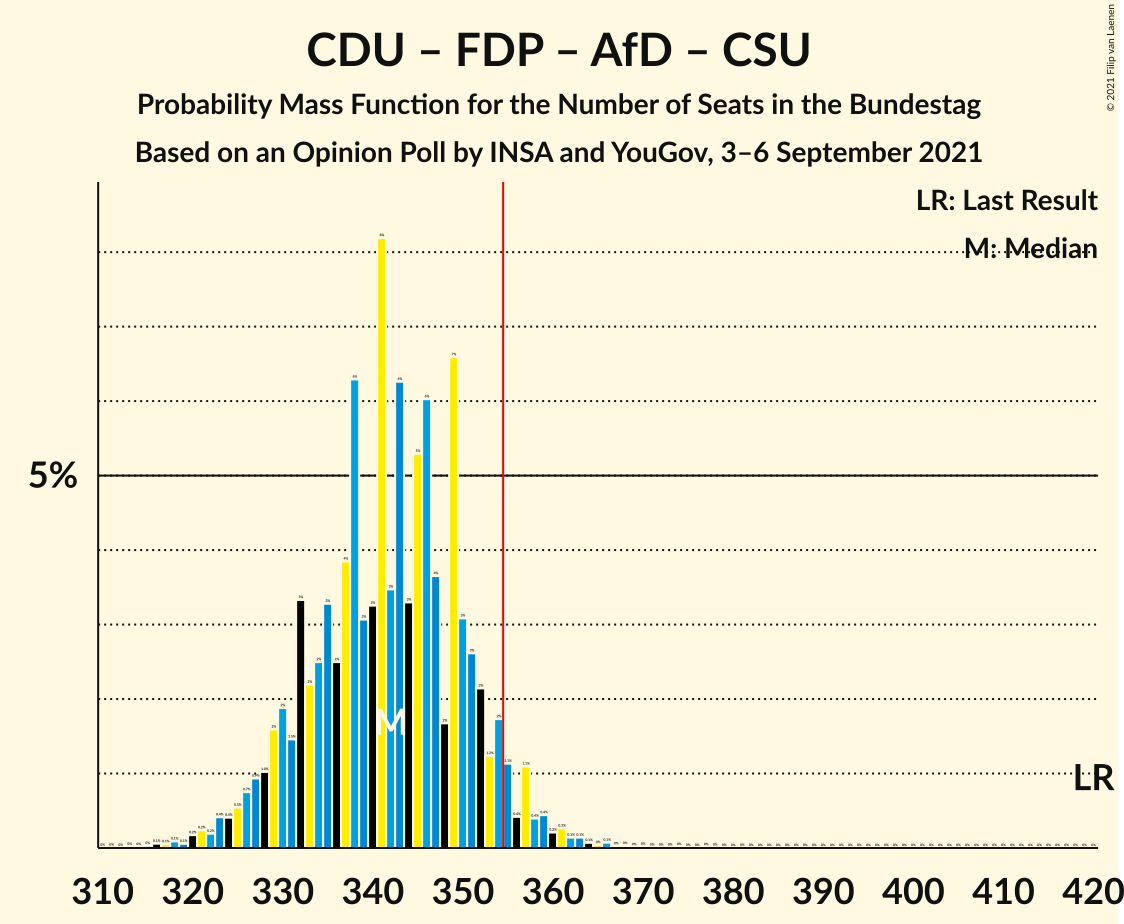 CDU – FDP – AfD – CSU
Probability Mass Function for the Number of Seats in the Bundestag
Based on an Opinion Poll by INSA and YouGov, 3–6 September 2021
© 2021 Filip van Laenen
LR: Last Result
M: Median
5%
M
LR
310 320 330 340 350 360 370 380 390 400 410 420